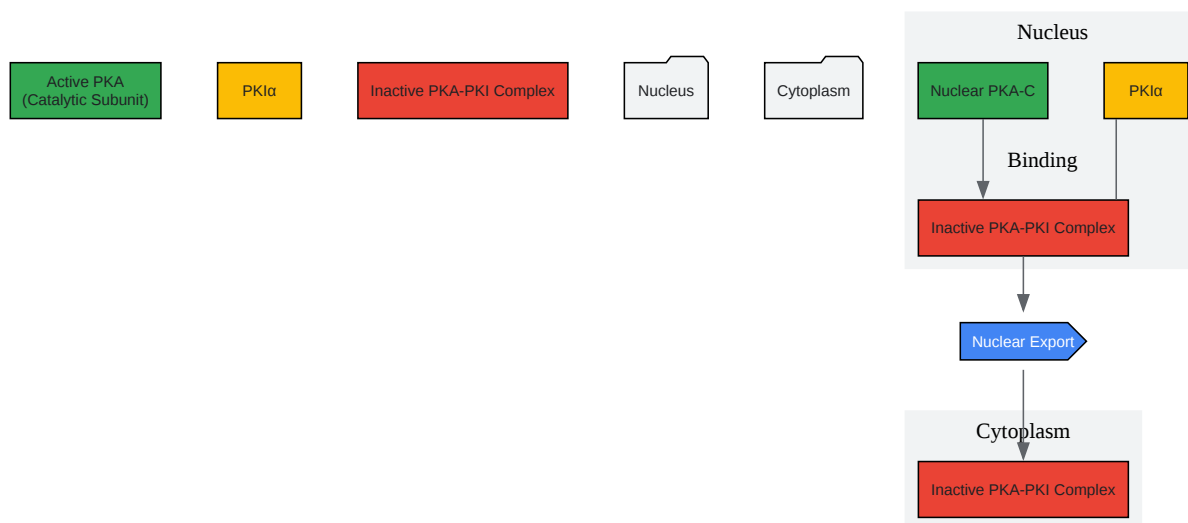 Active PKA
(Catalytic Subunit)
PKIα
Inactive PKA-PKI Complex
Nucleus
Cytoplasm
Nucleus
Nuclear PKA-C
PKIα
Binding
Inactive PKA-PKI Complex
Nuclear Export
Cytoplasm
Inactive PKA-PKI Complex